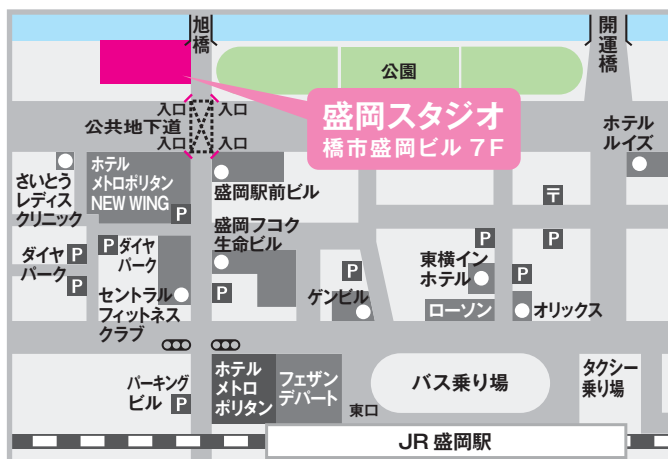 旭橋
開運橋
公園
入口
入口
公共地下道
入口
入口
盛岡スタジオ
橋市盛岡ビル 7F
ホテル
ルイズ
さいとう
レディス
クリニック
ホテル
メトロポリタン
NEW WING
P
盛岡駅前ビル
〒
盛岡フコク
生命ビル
P
P
ダイヤ
パーク
P
P
P
ダイヤ
パーク
セントラル
フィットネス
クラブ
P
P
ゲンビル
東横イン
ホテル
P
ローソン
オリックス
パーキング
ビル
P
ホテル
メトロ
ポリタン
フェザン
デパート
東口
バス乗り場
タクシー
乗り場
JR 盛岡駅